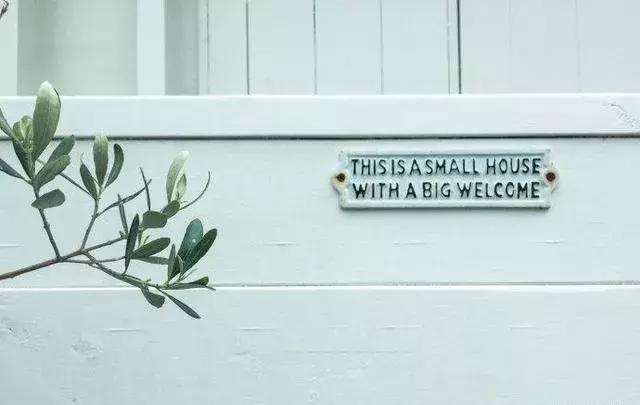 THIS IS A SMALL HOUSE
WITH A BIG WELCOME